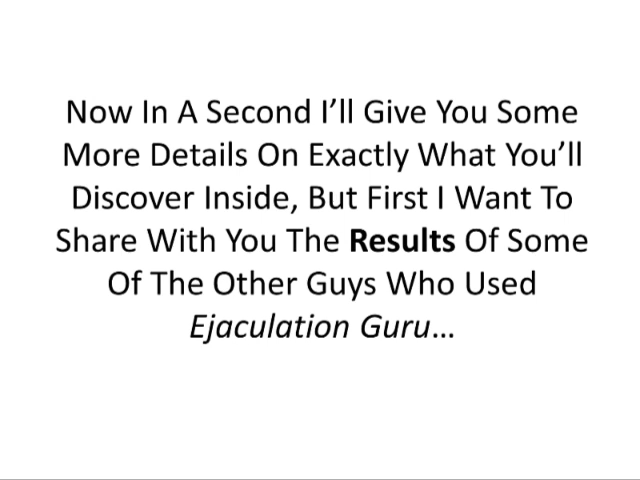 Now In A Second I’ll Give You Some
More Details On Exactly What You’ll
Discover Inside, But First I Want To
Share With You The Results Of Some
Of The Other Guys Who Used
Ejaculation Guru…